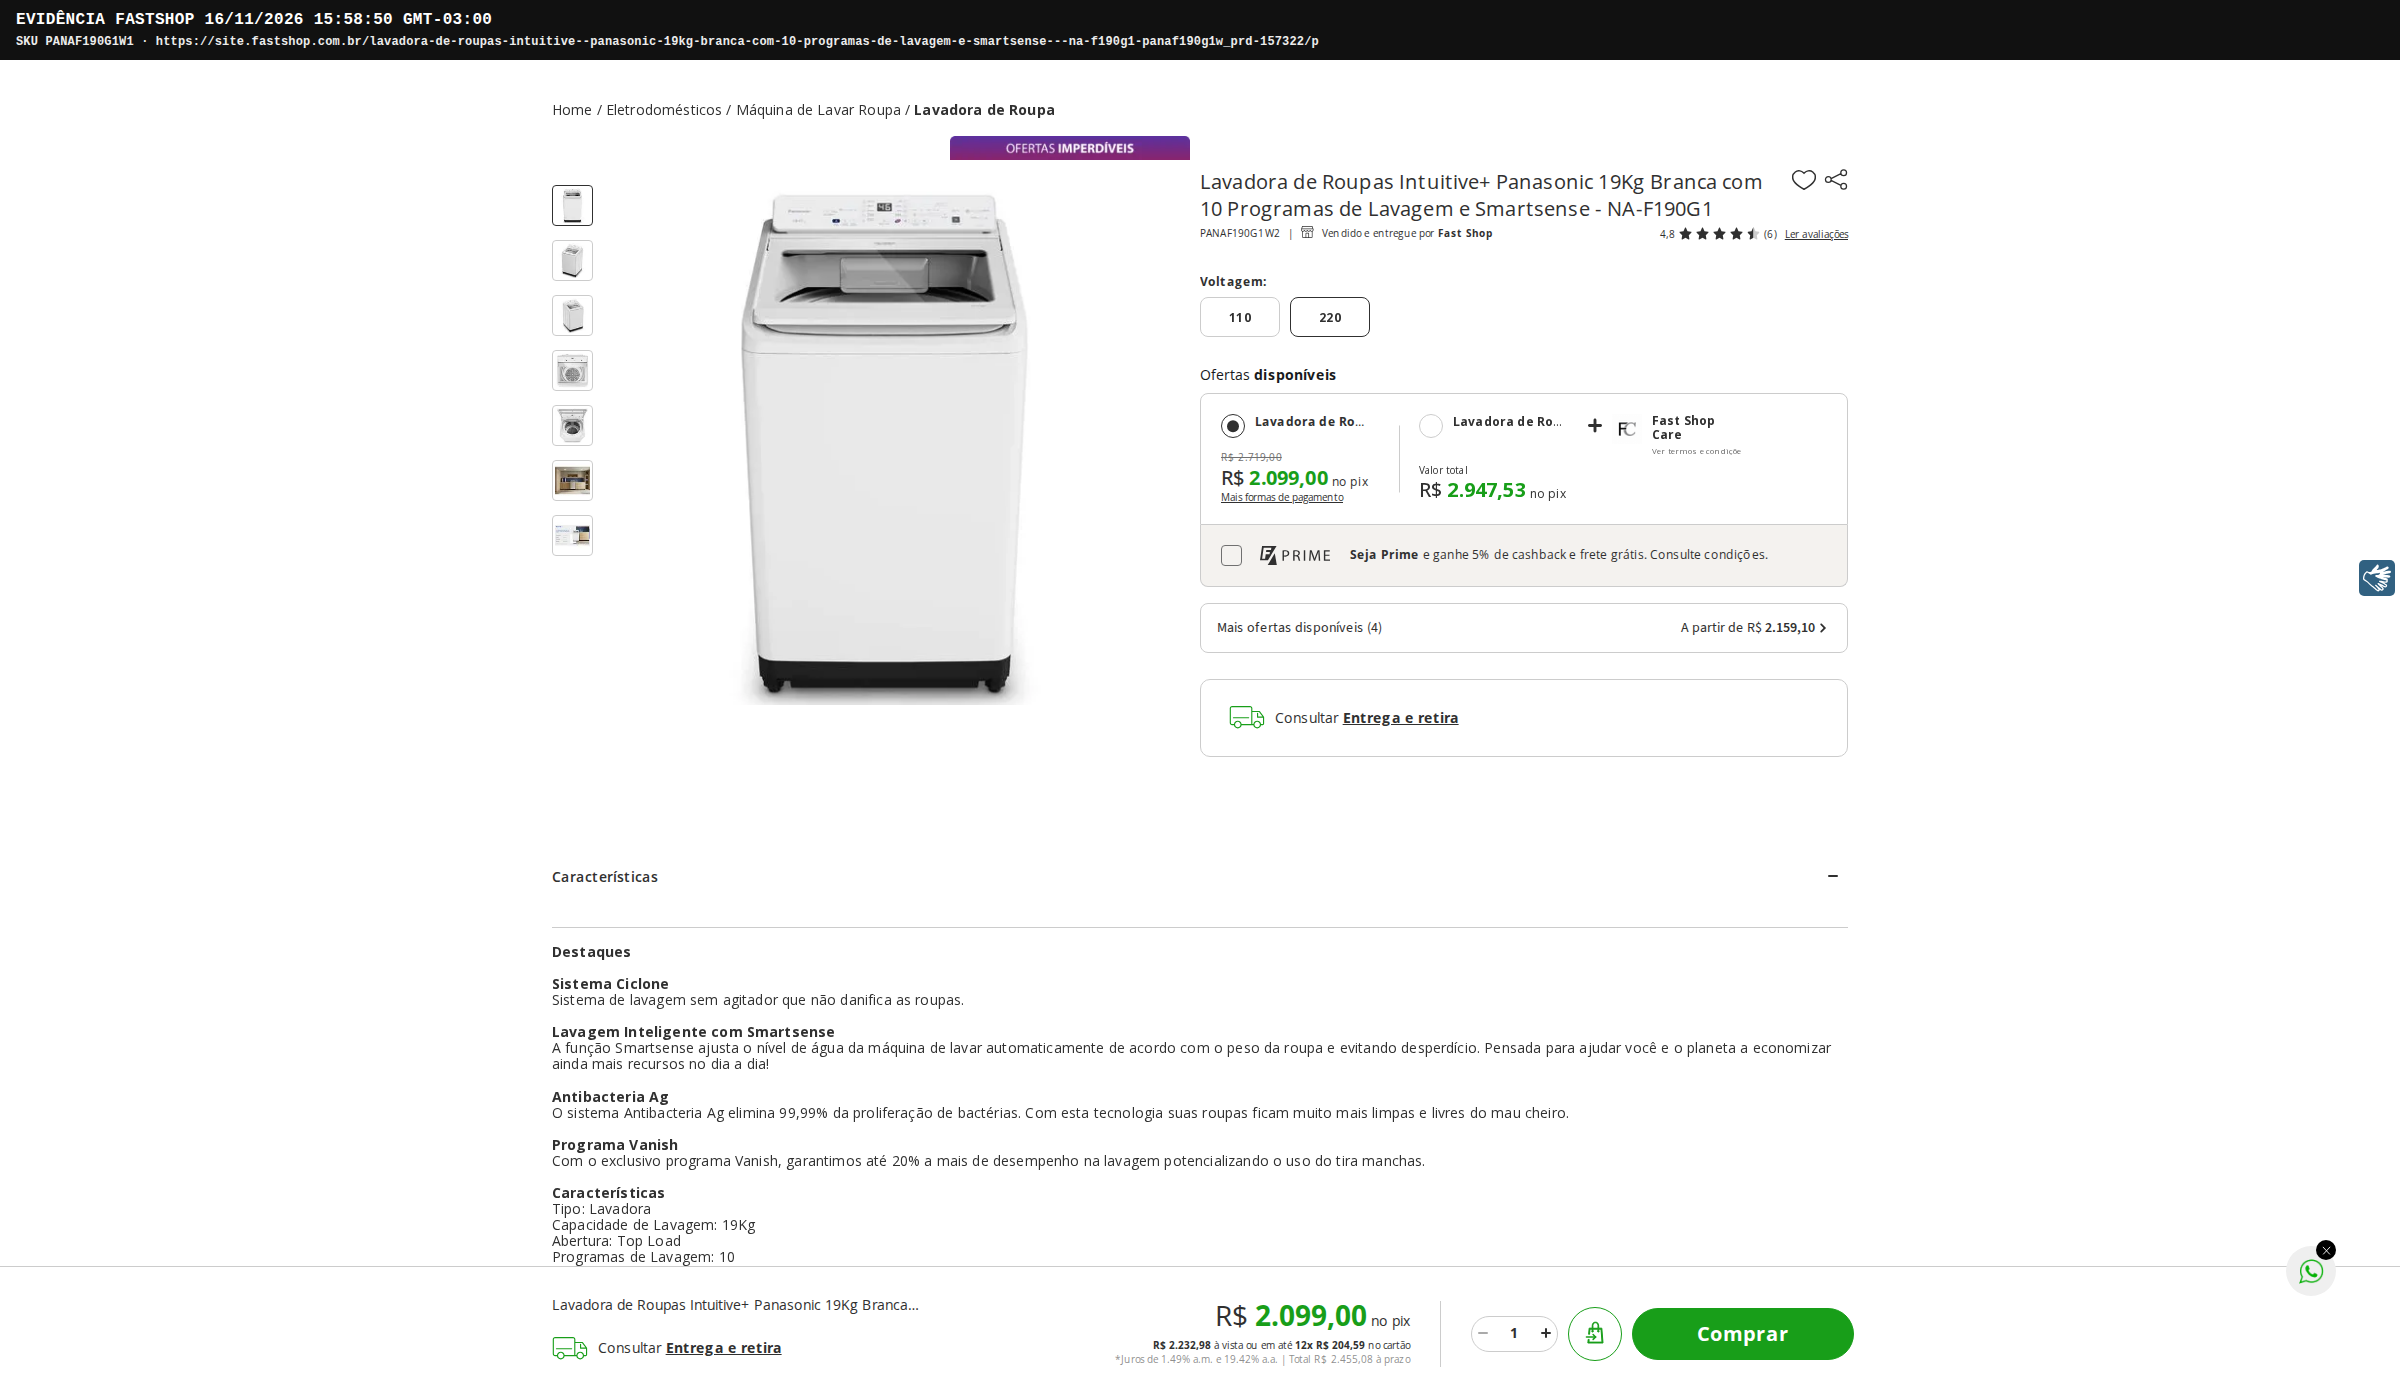 EVIDÊNCIA FASTSHOP 16/11/2026 15:58:50 GMT-03:00
SKU PANAF190G1W1 · https://site.fastshop.com.br/lavadora-de-roupas-intuitive--panasonic-19kg-branca-com-10-programas-de-lavagem-e-smartsense---na-f190g1-panaf190g1w_prd-157322/p
Home / Eletrodomésticos / Máquina de Lavar Roupa / Lavadora de Roupa
OFERTAS IMPERDÍVEIS
Lavadora de Roupas Intuitive+ Panasonic 19Kg Branca com
10 Programas de Lavagem e Smartsense - NA-F190G1
PANAF190G1W2 | Vendido e entregue por Fast Shop
4,8 (6) Ler avaliações
Voltagem:
110 220
Ofertas disponíveis
Lavadora de Ro...
R$ 2.719,00
R$ 2.099,00 no pix
Mais formas de pagamento
Lavadora de Ro...
+ FC Fast Shop
Care
Ver termos e condiçõe
Valor total
R$ 2.947,53 no pix
PRIME Seja Prime e ganhe 5% de cashback e frete grátis. Consulte condições.
Mais ofertas disponíveis (4) A partir de R$ 2.159,10
Consultar Entrega e retira
Características
Destaques
Sistema Ciclone
Sistema de lavagem sem agitador que não danifica as roupas.
Lavagem Inteligente com Smartsense
A função Smartsense ajusta o nível de água da máquina de lavar automaticamente de acordo com o peso da roupa e evitando desperdício. Pensada para ajudar você e o planeta a economizar
ainda mais recursos no dia a dia!
Antibacteria Ag
O sistema Antibacteria Ag elimina 99,99% da proliferação de bactérias. Com esta tecnologia suas roupas ficam muito mais limpas e livres do mau cheiro.
Programa Vanish
Com o exclusivo programa Vanish, garantimos até 20% a mais de desempenho na lavagem potencializando o uso do tira manchas.
Características
Tipo: Lavadora
Capacidade de Lavagem: 19Kg
Abertura: Top Load
Programas de Lavagem: 10
Lavadora de Roupas Intuitive+ Panasonic 19Kg Branca...
Consultar Entrega e retira
R$ 2.099,00 no pix
R$ 2.232,98 à vista ou em até 12x R$ 204,59 no cartão
*Juros de 1.49% a.m. e 19.42% a.a. | Total R$ 2.455,08 à prazo
− 1 +
Comprar